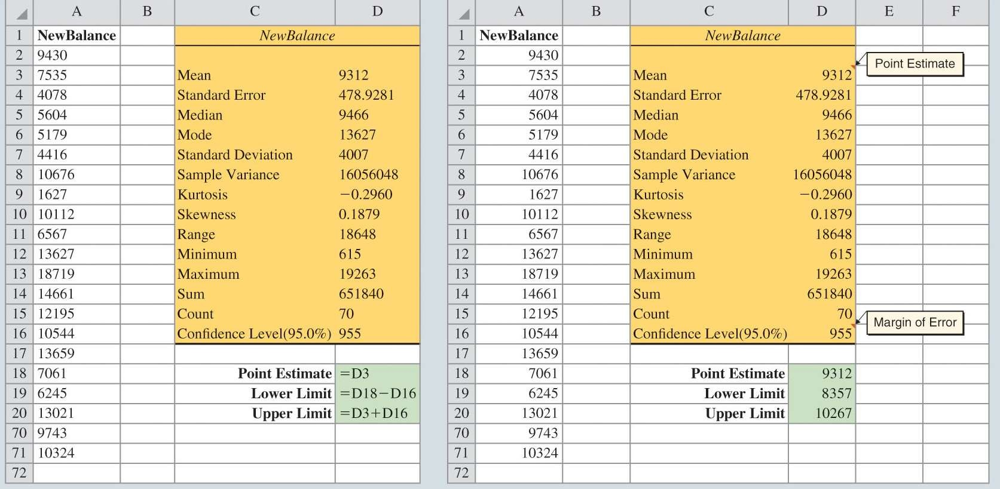 A B C D
1 NewBalance NewBalance
2 9430
3 7535 Mean 9312
4 4078 Standard Error 478.9281
5 5604 Median 9466
6 5179 Mode 13627
7 4416 Standard Deviation 4007
8 10676 Sample Variance 16056048
9 1627 Kurtosis −0.2960
10 10112 Skewness 0.1879
11 6567 Range 18648
12 13627 Minimum 615
13 18719 Maximum 19263
14 14661 Sum 651840
15 12195 Count 70
16 10544 Confidence Level(95.0%) 955
17 13659
18 7061 Point Estimate =D3
19 6245 Lower Limit =D18−D16
20 13021 Upper Limit =D3+D16
70 9743
71 10324
72
A B C D E F
1 NewBalance NewBalance
2 9430
Point Estimate
3 7535 Mean 9312
4 4078 Standard Error 478.9281
5 5604 Median 9466
6 5179 Mode 13627
7 4416 Standard Deviation 4007
8 10676 Sample Variance 16056048
9 1627 Kurtosis −0.2960
10 10112 Skewness 0.1879
11 6567 Range 18648
12 13627 Minimum 615
13 18719 Maximum 19263
14 14661 Sum 651840
15 12195 Count 70
Margin of Error
16 10544 Confidence Level(95.0%) 955
17 13659
18 7061 Point Estimate 9312
19 6245 Lower Limit 8357
20 13021 Upper Limit 10267
70 9743
71 10324
72